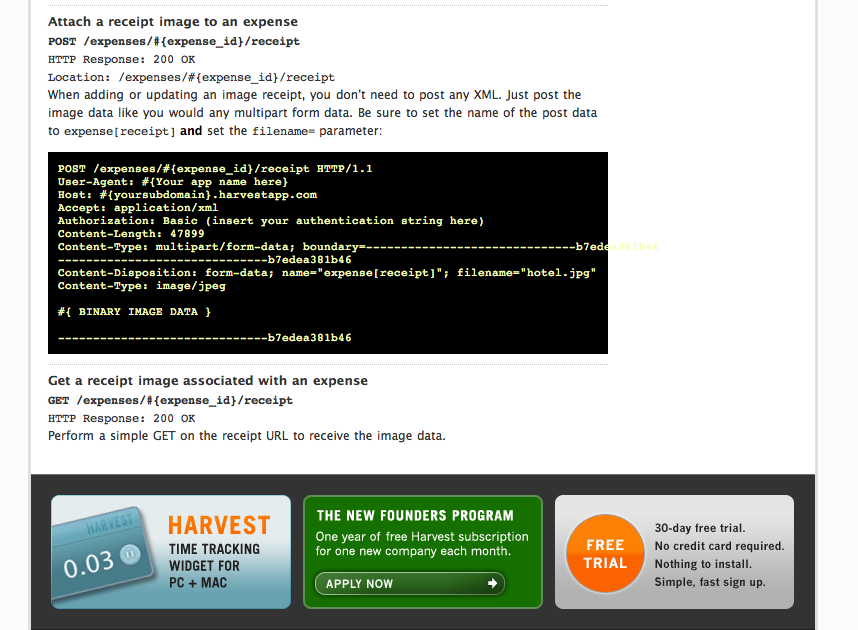 Attach a receipt image to an expense
POST /expenses/#{expense_id}/receipt
HTTP Response: 200 OK
Location: /expenses/#{expense_id}/receipt
When adding or updating an image receipt, you don't need to post any XML. Just post the
image data like you would any multipart form data. Be sure to set the name of the post data
to expense[receipt] and set the filename= parameter:
POST /expenses/#{expense_id}/receipt HTTP/1.1
User-Agent: #{Your app name here}
Host: #{yoursubdomain}.harvestapp.com
Accept: application/xml
Authorization: Basic (insert your authentication string here)
Content-Length: 47899
Content-Type: multipart/form-data; boundary=------------------------------b7edea381b46
------------------------------b7edea381b46
Content-Disposition: form-data; name="expense[receipt]"; filename="hotel.jpg"
Content-Type: image/jpeg
#{ BINARY IMAGE DATA }
------------------------------b7edea381b46
Get a receipt image associated with an expense
GET /expenses/#{expense_id}/receipt
HTTP Response: 200 OK
Perform a simple GET on the receipt URL to receive the image data.
HARVEST
0.03
HARVEST
TIME TRACKING
WIDGET FOR
PC + MAC
THE NEW FOUNDERS PROGRAM
One year of free Harvest subscription
for one new company each month.
APPLY NOW
FREE
TRIAL
30-day free trial.
No credit card required.
Nothing to install.
Simple, fast sign up.